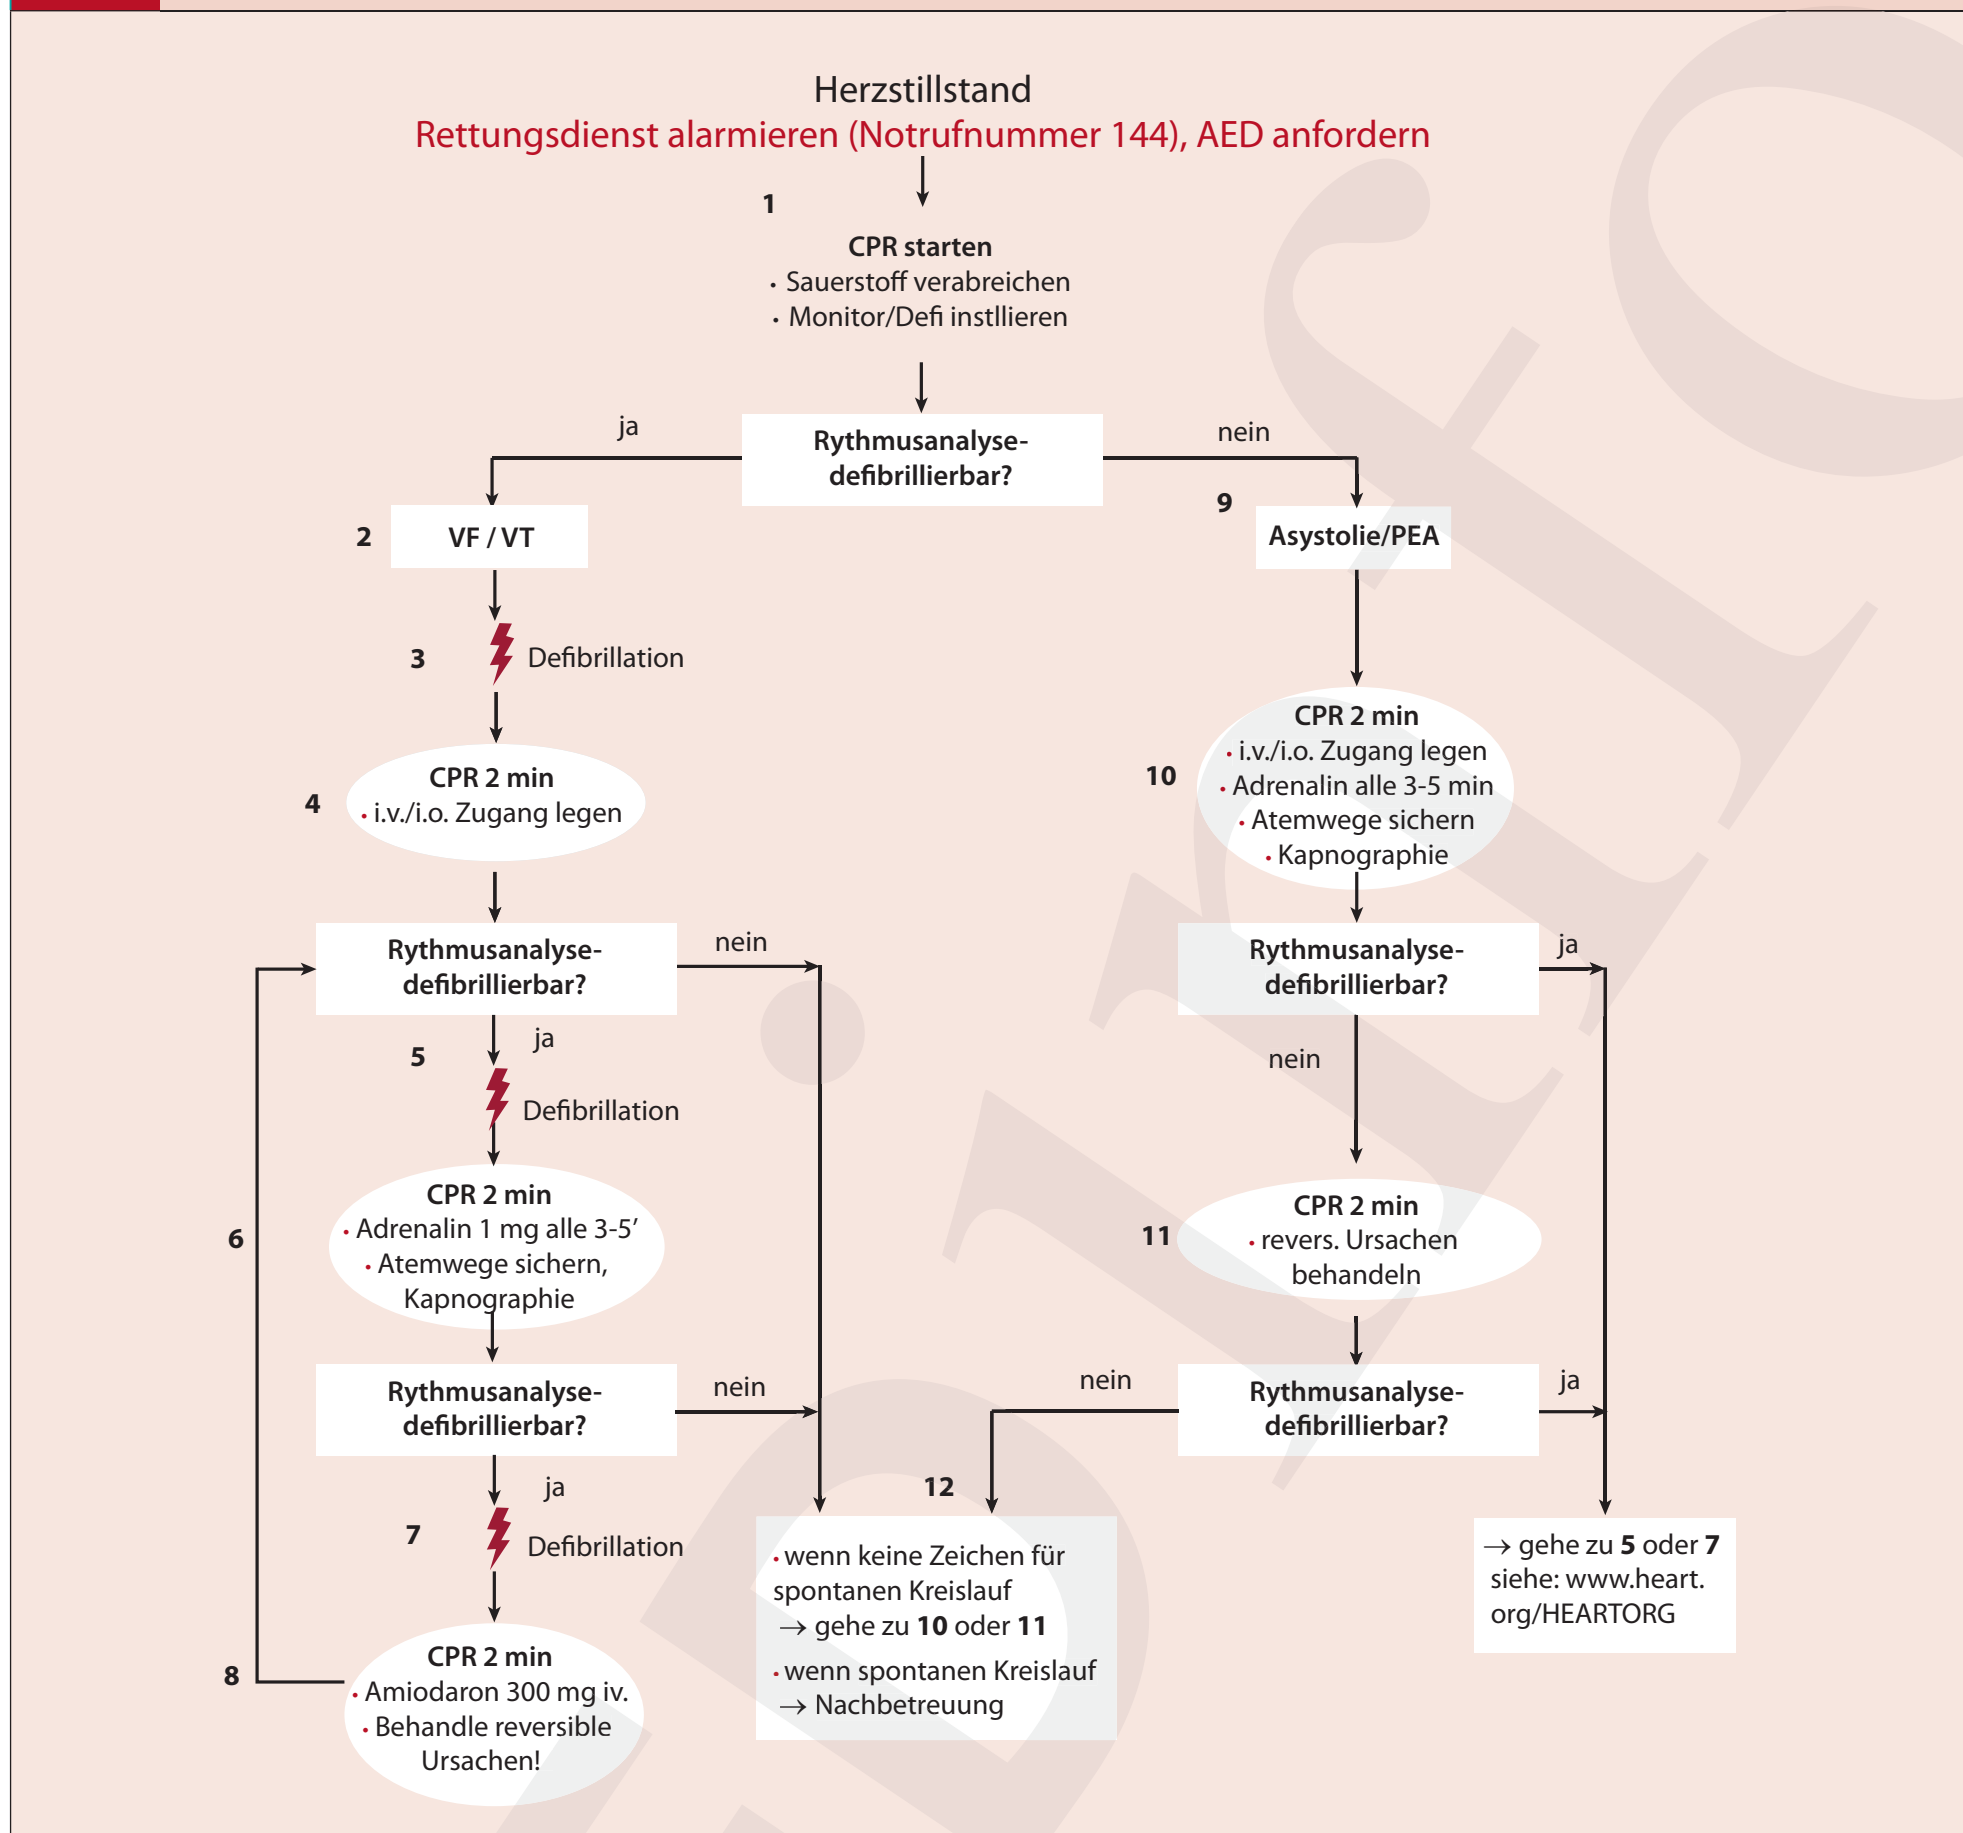 Herzstillstand
Rettungsdienst alarmieren (Notrufnummer 144), AED anfordern
1
CPR starten
· Sauerstoff verabreichen
· Monitor/Defi instllieren
ja
Rythmusanalyse-
defibrillierbar?
nein
2
VF / VT
9
Asystolie/PEA
3
Defibrillation
4
CPR 2 min
· i.v./i.o. Zugang legen
10
CPR 2 min
· i.v./i.o. Zugang legen
· Adrenalin alle 3-5 min
· Atemwege sichern
· Kapnographie
Rythmusanalyse-
defibrillierbar?
nein
ja
5
Defibrillation
Rythmusanalyse-
defibrillierbar?
ja
nein
6
CPR 2 min
· Adrenalin 1 mg alle 3-5′
· Atemwege sichern,
Kapnographie
11
CPR 2 min
· revers. Ursachen
behandeln
Rythmusanalyse-
defibrillierbar?
nein
ja
nein
Rythmusanalyse-
defibrillierbar?
ja
7
Defibrillation
12
· wenn keine Zeichen für
spontanen Kreislauf
→ gehe zu 10 oder 11
· wenn spontanen Kreislauf
→ Nachbetreuung
→ gehe zu 5 oder 7
siehe: www.heart.
org/HEARTORG
8
CPR 2 min
· Amiodaron 300 mg iv.
· Behandle reversible
Ursachen!